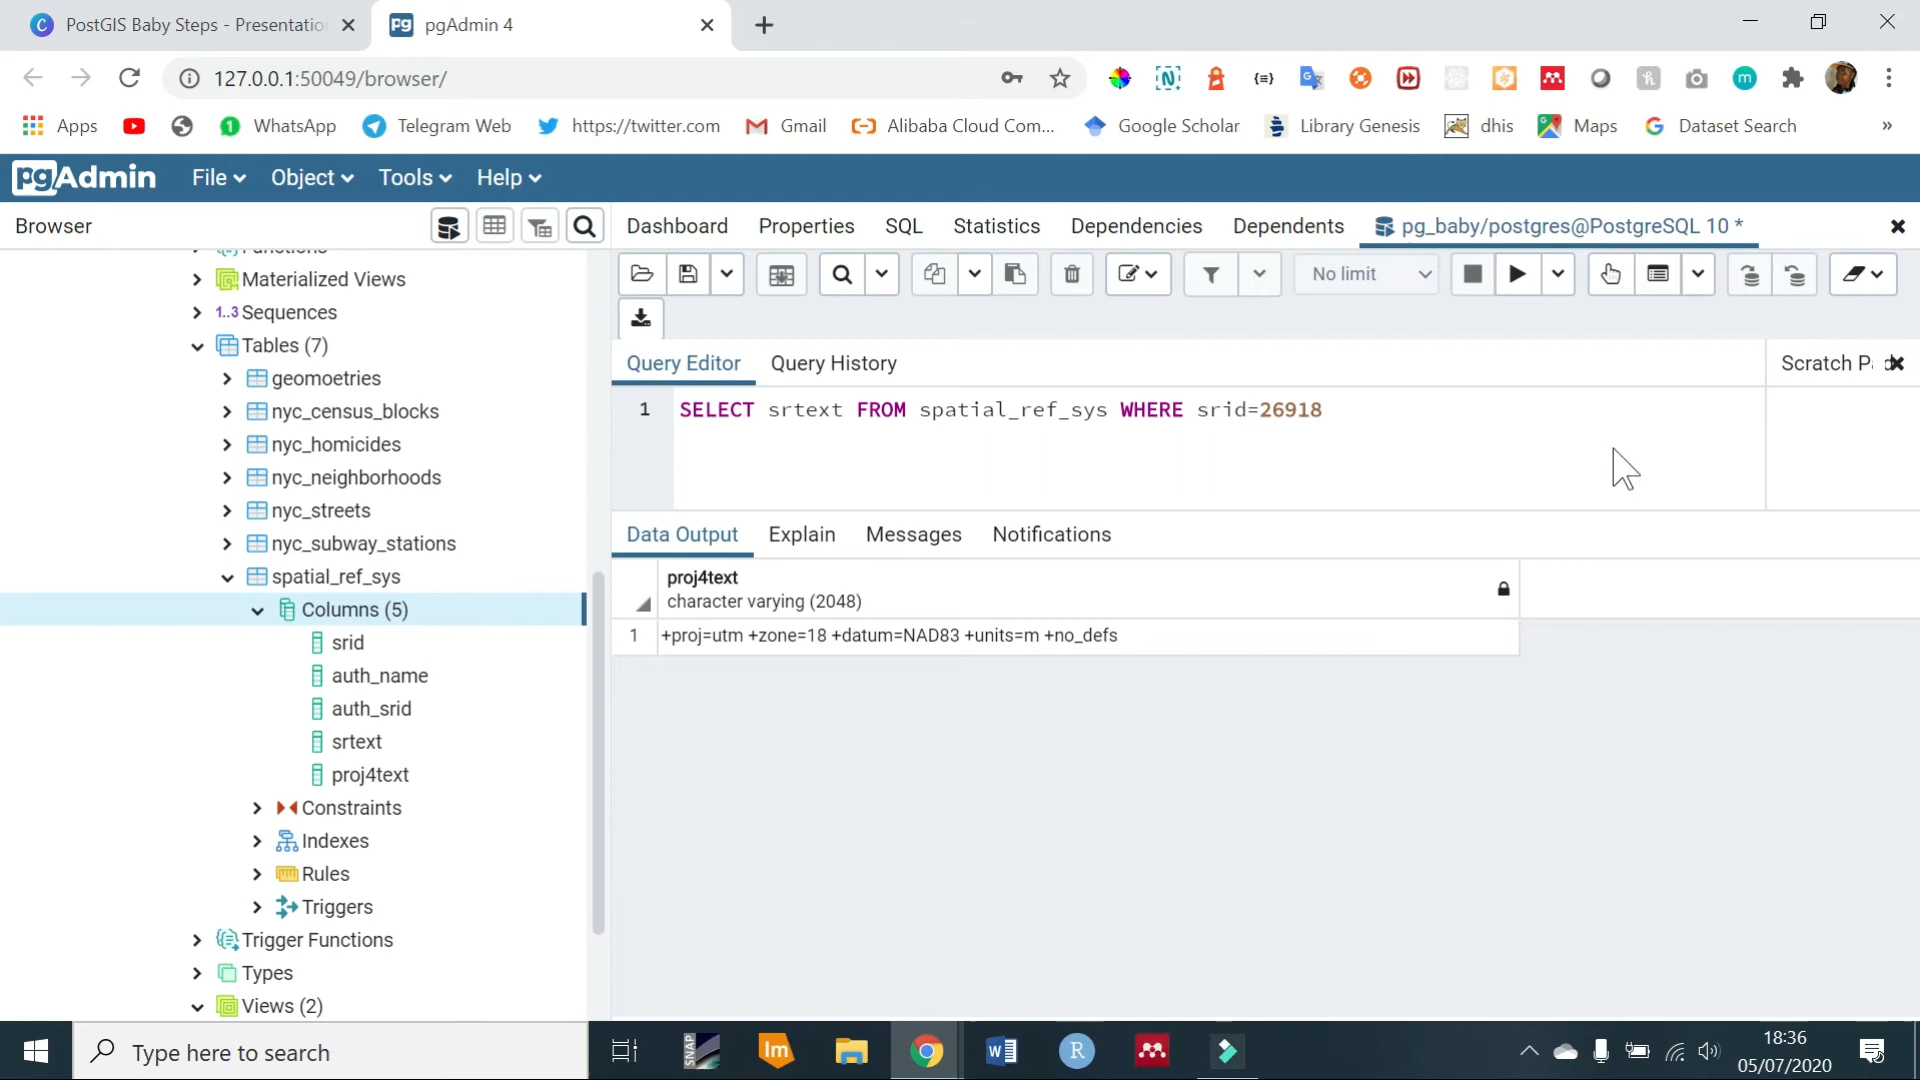 PostGIS Baby Steps - Presentatio
pgAdmin 4
127.0.0.1:50049/browser/
Apps
WhatsApp
Telegram Web
https://twitter.com
Gmail
Alibaba Cloud Com...
Google Scholar
Library Genesis
dhis
Maps
Dataset Search
»
pgAdmin
File
Object
Tools
Help
Browser
Dashboard
Properties
SQL
Statistics
Dependencies
Dependents
pg_baby/postgres@PostgreSQL 10 *
No limit
Query Editor
Query History
Scratch P
1 SELECT srtext FROM spatial_ref_sys WHERE srid=26918
Data Output
Explain
Messages
Notifications
proj4text
character varying (2048)
1 +proj=utm +zone=18 +datum=NAD83 +units=m +no_defs
Materialized Views
1..3 Sequences
Tables (7)
geomoetries
nyc_census_blocks
nyc_homicides
nyc_neighborhoods
nyc_streets
nyc_subway_stations
spatial_ref_sys
Columns (5)
srid
auth_name
auth_srid
srtext
proj4text
Constraints
Indexes
Rules
Triggers
Trigger Functions
Types
Views (2)
Type here to search
SNAP
Im
18:36
05/07/2020